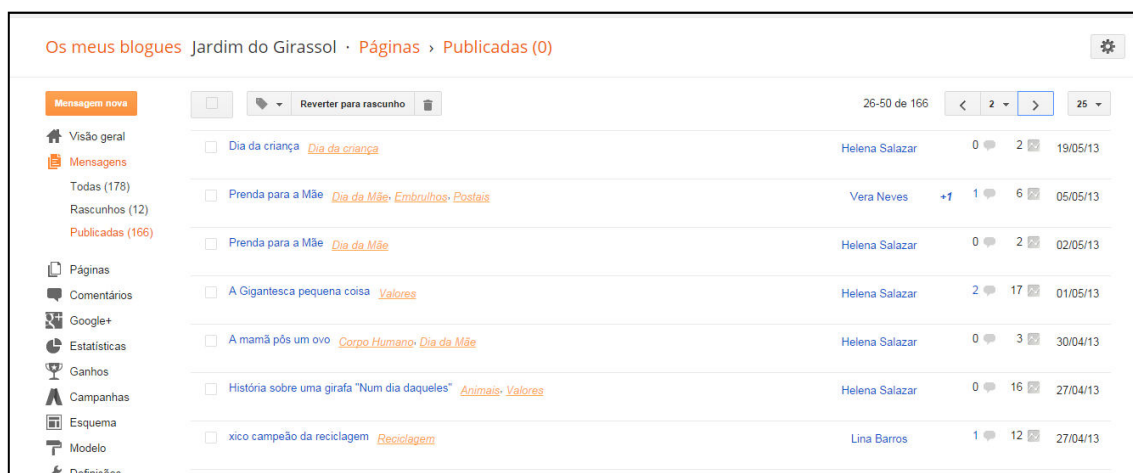 Os meus blogues Jardim do Girassol · Páginas › Publicadas (0)
Mensagem nova
Reverter para rascunho
26-50 de 166
2
25
Visão geral
Mensagens
Todas (178)
Rascunhos (12)
Publicadas (166)
Páginas
Comentários
Google+
Estatísticas
Ganhos
Campanhas
Esquema
Modelo
Definições
Dia da criança Dia da criança Helena Salazar 0 2 19/05/13
Prenda para a Mãe Dia da Mãe, Embrulhos, Postais Vera Neves +1 1 6 05/05/13
Prenda para a Mãe Dia da Mãe Helena Salazar 0 2 02/05/13
A Gigantesca pequena coisa Valores Helena Salazar 2 17 01/05/13
A mamã pôs um ovo Corpo Humano, Dia da Mãe Helena Salazar 0 3 30/04/13
História sobre uma girafa "Num dia daqueles" Animais, Valores Helena Salazar 0 16 27/04/13
xico campeão da reciclagem Reciclagem Lina Barros 1 12 27/04/13